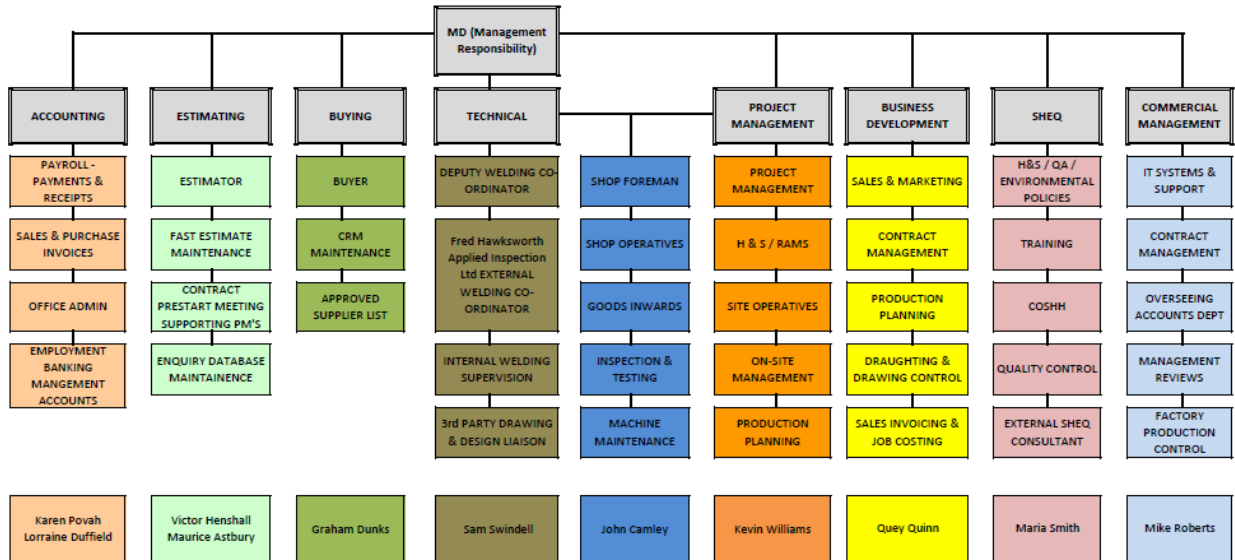 MD (Management
Responsibility)
ACCOUNTING
ESTIMATING
BUYING
TECHNICAL
PROJECT
MANAGEMENT
BUSINESS
DEVELOPMENT
SHEQ
COMMERCIAL
MANAGEMENT
PAYROLL -
PAYMENTS &
RECEIPTS
SALES & PURCHASE
INVOICES
OFFICE ADMIN
EMPLOYMENT
BANKING
MANGEMENT
ACCOUNTS
ESTIMATOR
FAST ESTIMATE
MAINTENANCE
CONTRACT
PRESTART MEETING
SUPPORTING PM'S
ENQUIRY DATABASE
MAINTAINENCE
BUYER
CRM
MAINTENANCE
APPROVED
SUPPLIER LIST
DEPUTY WELDING CO-
ORDINATOR
Fred Hawksworth
Applied Inspection
Ltd EXTERNAL
WELDING CO-
ORDINATOR
INTERNAL WELDING
SUPERVISION
3rd PARTY DRAWING
& DESIGN LIAISON
SHOP FOREMAN
SHOP OPERATIVES
GOODS INWARDS
INSPECTION &
TESTING
MACHINE
MAINTENANCE
PROJECT
MANAGEMENT
H & S / RAMS
SITE OPERATIVES
ON-SITE
MANAGEMENT
PRODUCTION
PLANNING
SALES & MARKETING
CONTRACT
MANAGEMENT
PRODUCTION
PLANNING
DRAUGHTING &
DRAWING CONTROL
SALES INVOICING &
JOB COSTING
H&S / QA /
ENVIRONMENTAL
POLICIES
TRAINING
COSHH
QUALITY CONTROL
EXTERNAL SHEQ
CONSULTANT
IT SYSTEMS &
SUPPORT
CONTRACT
MANAGEMENT
OVERSEEING
ACCOUNTS DEPT
MANAGEMENT
REVIEWS
FACTORY
PRODUCTION
CONTROL
Karen Povah
Lorraine Duffield
Victor Henshall
Maurice Astbury
Graham Dunks
Sam Swindell
John Camley
Kevin Williams
Quey Quinn
Maria Smith
Mike Roberts